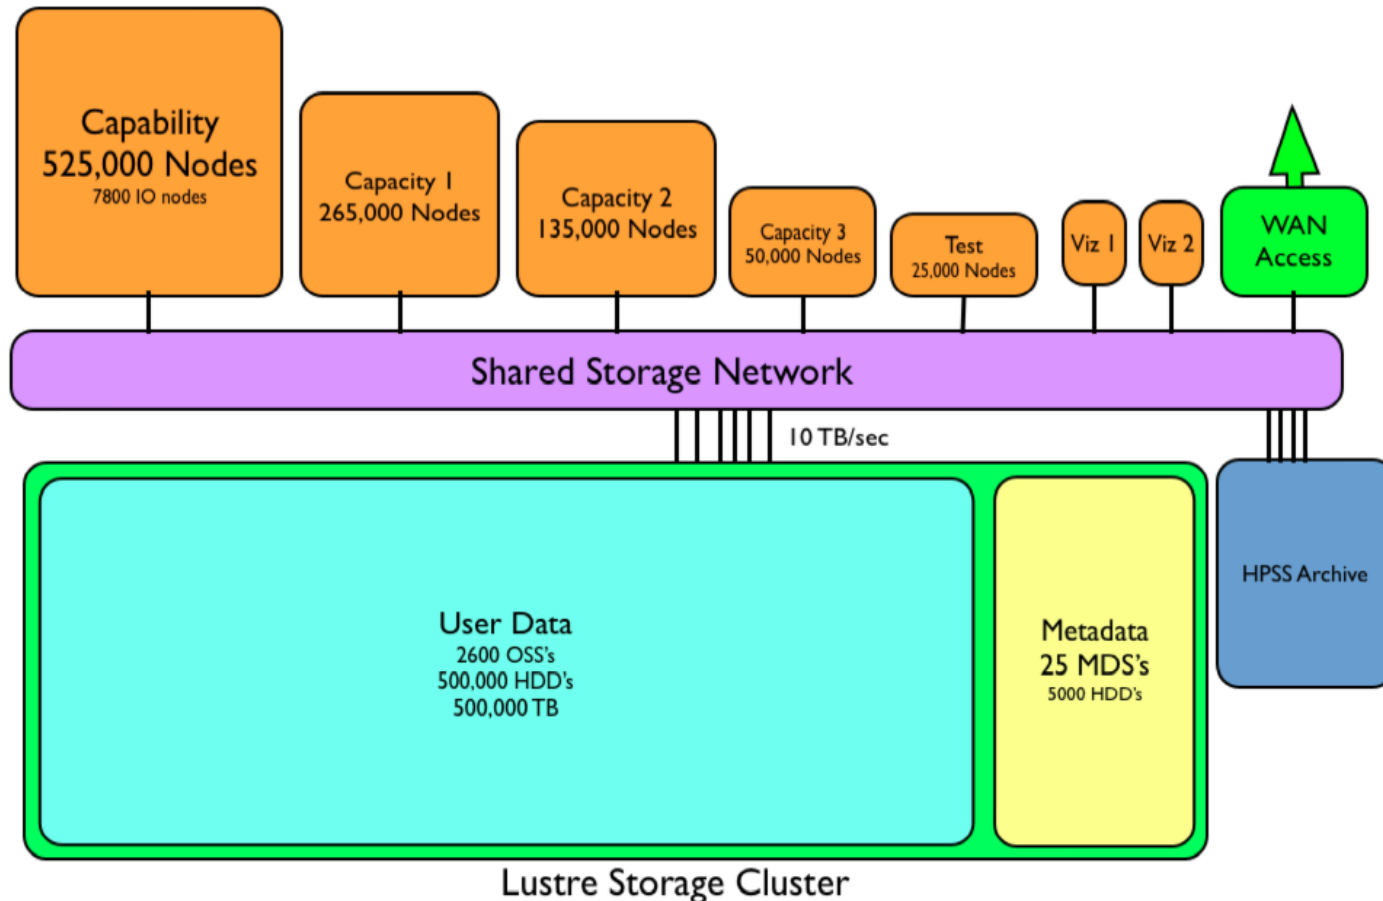 Capability
525,000 Nodes
7800 IO nodes
Capacity 1
265,000 Nodes
Capacity 2
135,000 Nodes
Capacity 3
50,000 Nodes
Test
25,000 Nodes
Viz 1
Viz 2
WAN
Access
Shared Storage Network
10 TB/sec
User Data
2600 OSS's
500,000 HDD's
500,000 TB
Metadata
25 MDS's
5000 HDD's
HPSS Archive
Lustre Storage Cluster